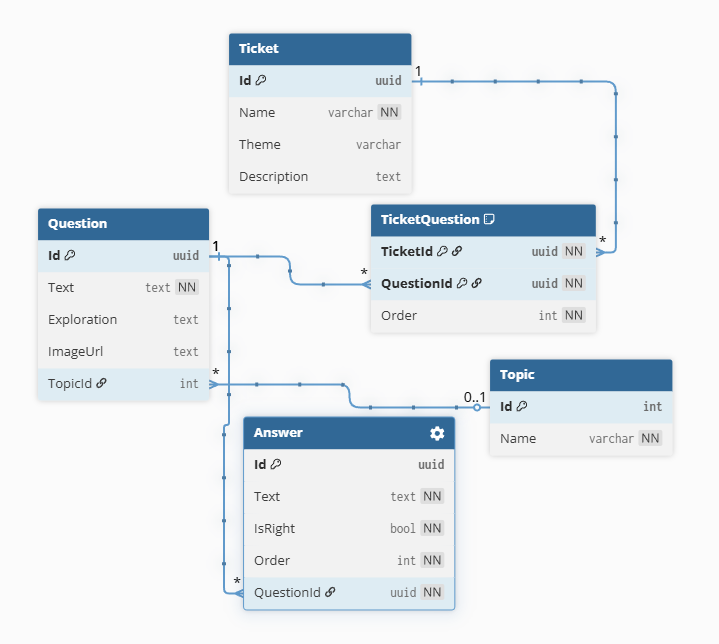 Ticket
Id uuid
Name varchar NN
Theme varchar
Description text
1
Question
Id uuid
Text text NN
Exploration text
ImageUrl text
TopicId int
1
*
TicketQuestion
TicketId uuid NN
QuestionId uuid NN
Order int NN
*
*
Topic
Id int
Name varchar NN
0..1
Answer
Id uuid
Text text NN
IsRight bool NN
Order int NN
QuestionId uuid NN
*